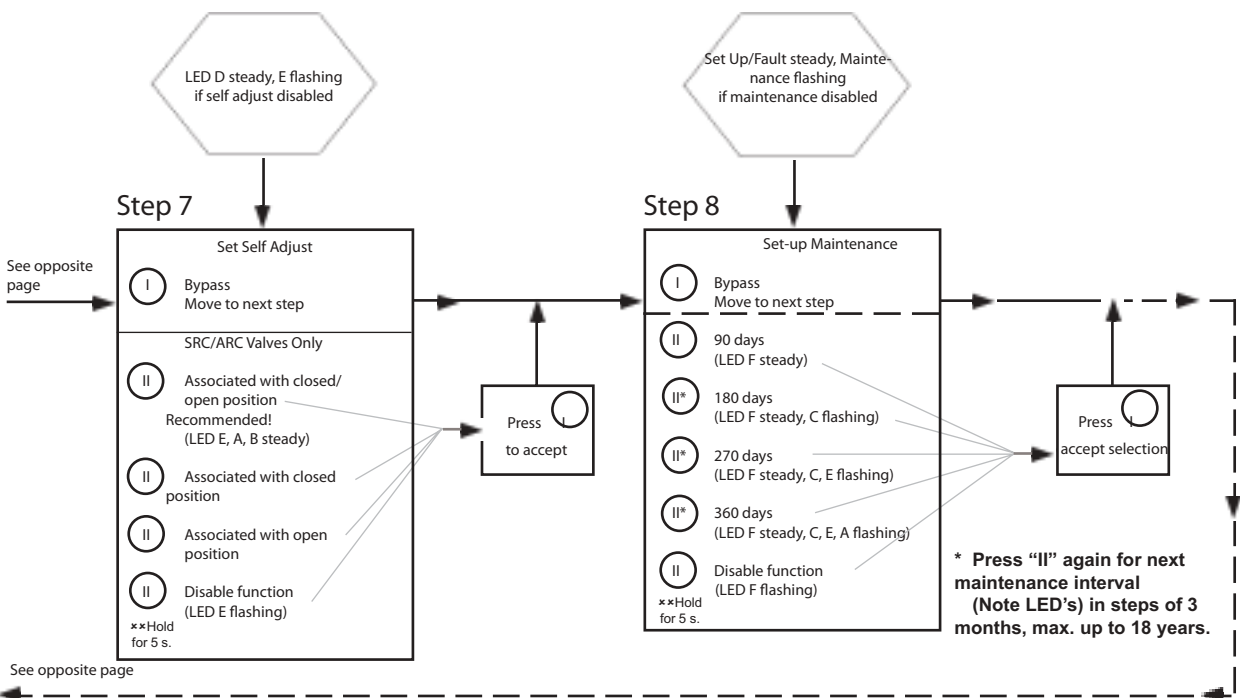 LED D steady, E flashing
if self adjust disabled
Set Up/Fault steady, Mainte-
nance flashing
if maintenance disabled
Step 7
See opposite
page
Set Self Adjust
I Bypass
Move to next step
SRC/ARC Valves Only
II Associated with closed/
open position
Recommended!
(LED E, A, B steady)
II Associated with closed
position
II Associated with open
position
II Disable function
(LED E flashing)
××Hold
for 5 s.
Press I
to accept
Step 8
Set-up Maintenance
I Bypass
Move to next step
II 90 days
(LED F steady)
II* 180 days
(LED F steady, C flashing)
II* 270 days
(LED F steady, C, E flashing)
II* 360 days
(LED F steady, C, E, A flashing)
II Disable function
(LED F flashing)
××Hold
for 5 s.
Press I
accept selection
* Press “II” again for next
maintenance interval
(Note LED’s) in steps of 3
months, max. up to 18 years.
See opposite page